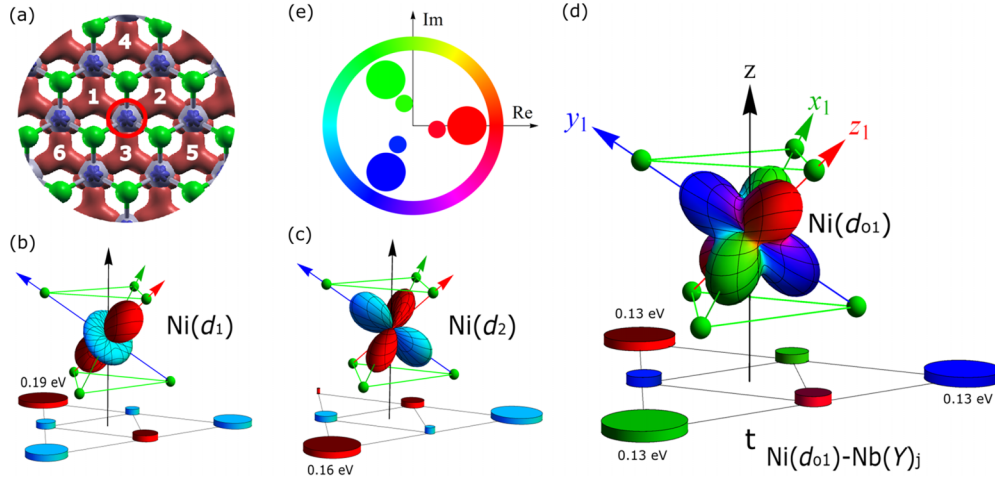 (a)
4
1 2
6 3 5
(e)
Im
Re
(d)
z
x1
y1
z1
Ni(do1)
(b)
Ni(d1)
0.19 eV
(c)
Ni(d2)
0.16 eV
0.13 eV
0.13 eV
0.13 eV
t Ni(do1)-Nb(Y)j